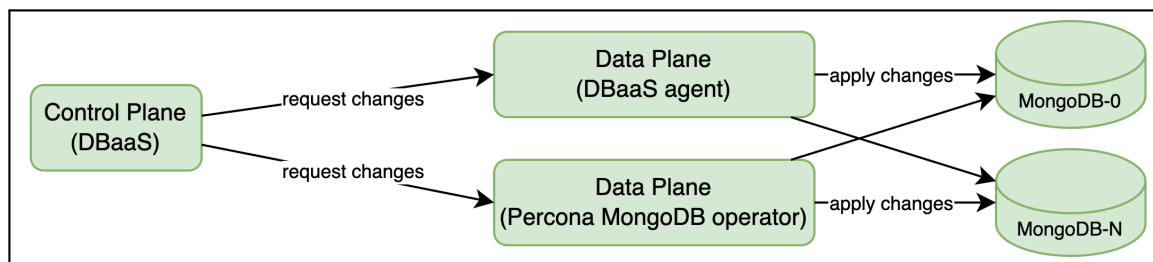 Control Plane
(DBaaS)
request changes
request changes
Data Plane
(DBaaS agent)
Data Plane
(Percona MongoDB operator)
apply changes
apply changes
MongoDB-0
MongoDB-N